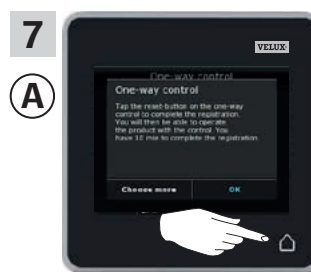 7
A
VELUX
One-way control
One-way control
Tap the reset-button on the one-way
control to complete the registration.
You will then be able to operate
the product with the control. You
have 10 min to complete the registration.
Choose more OK